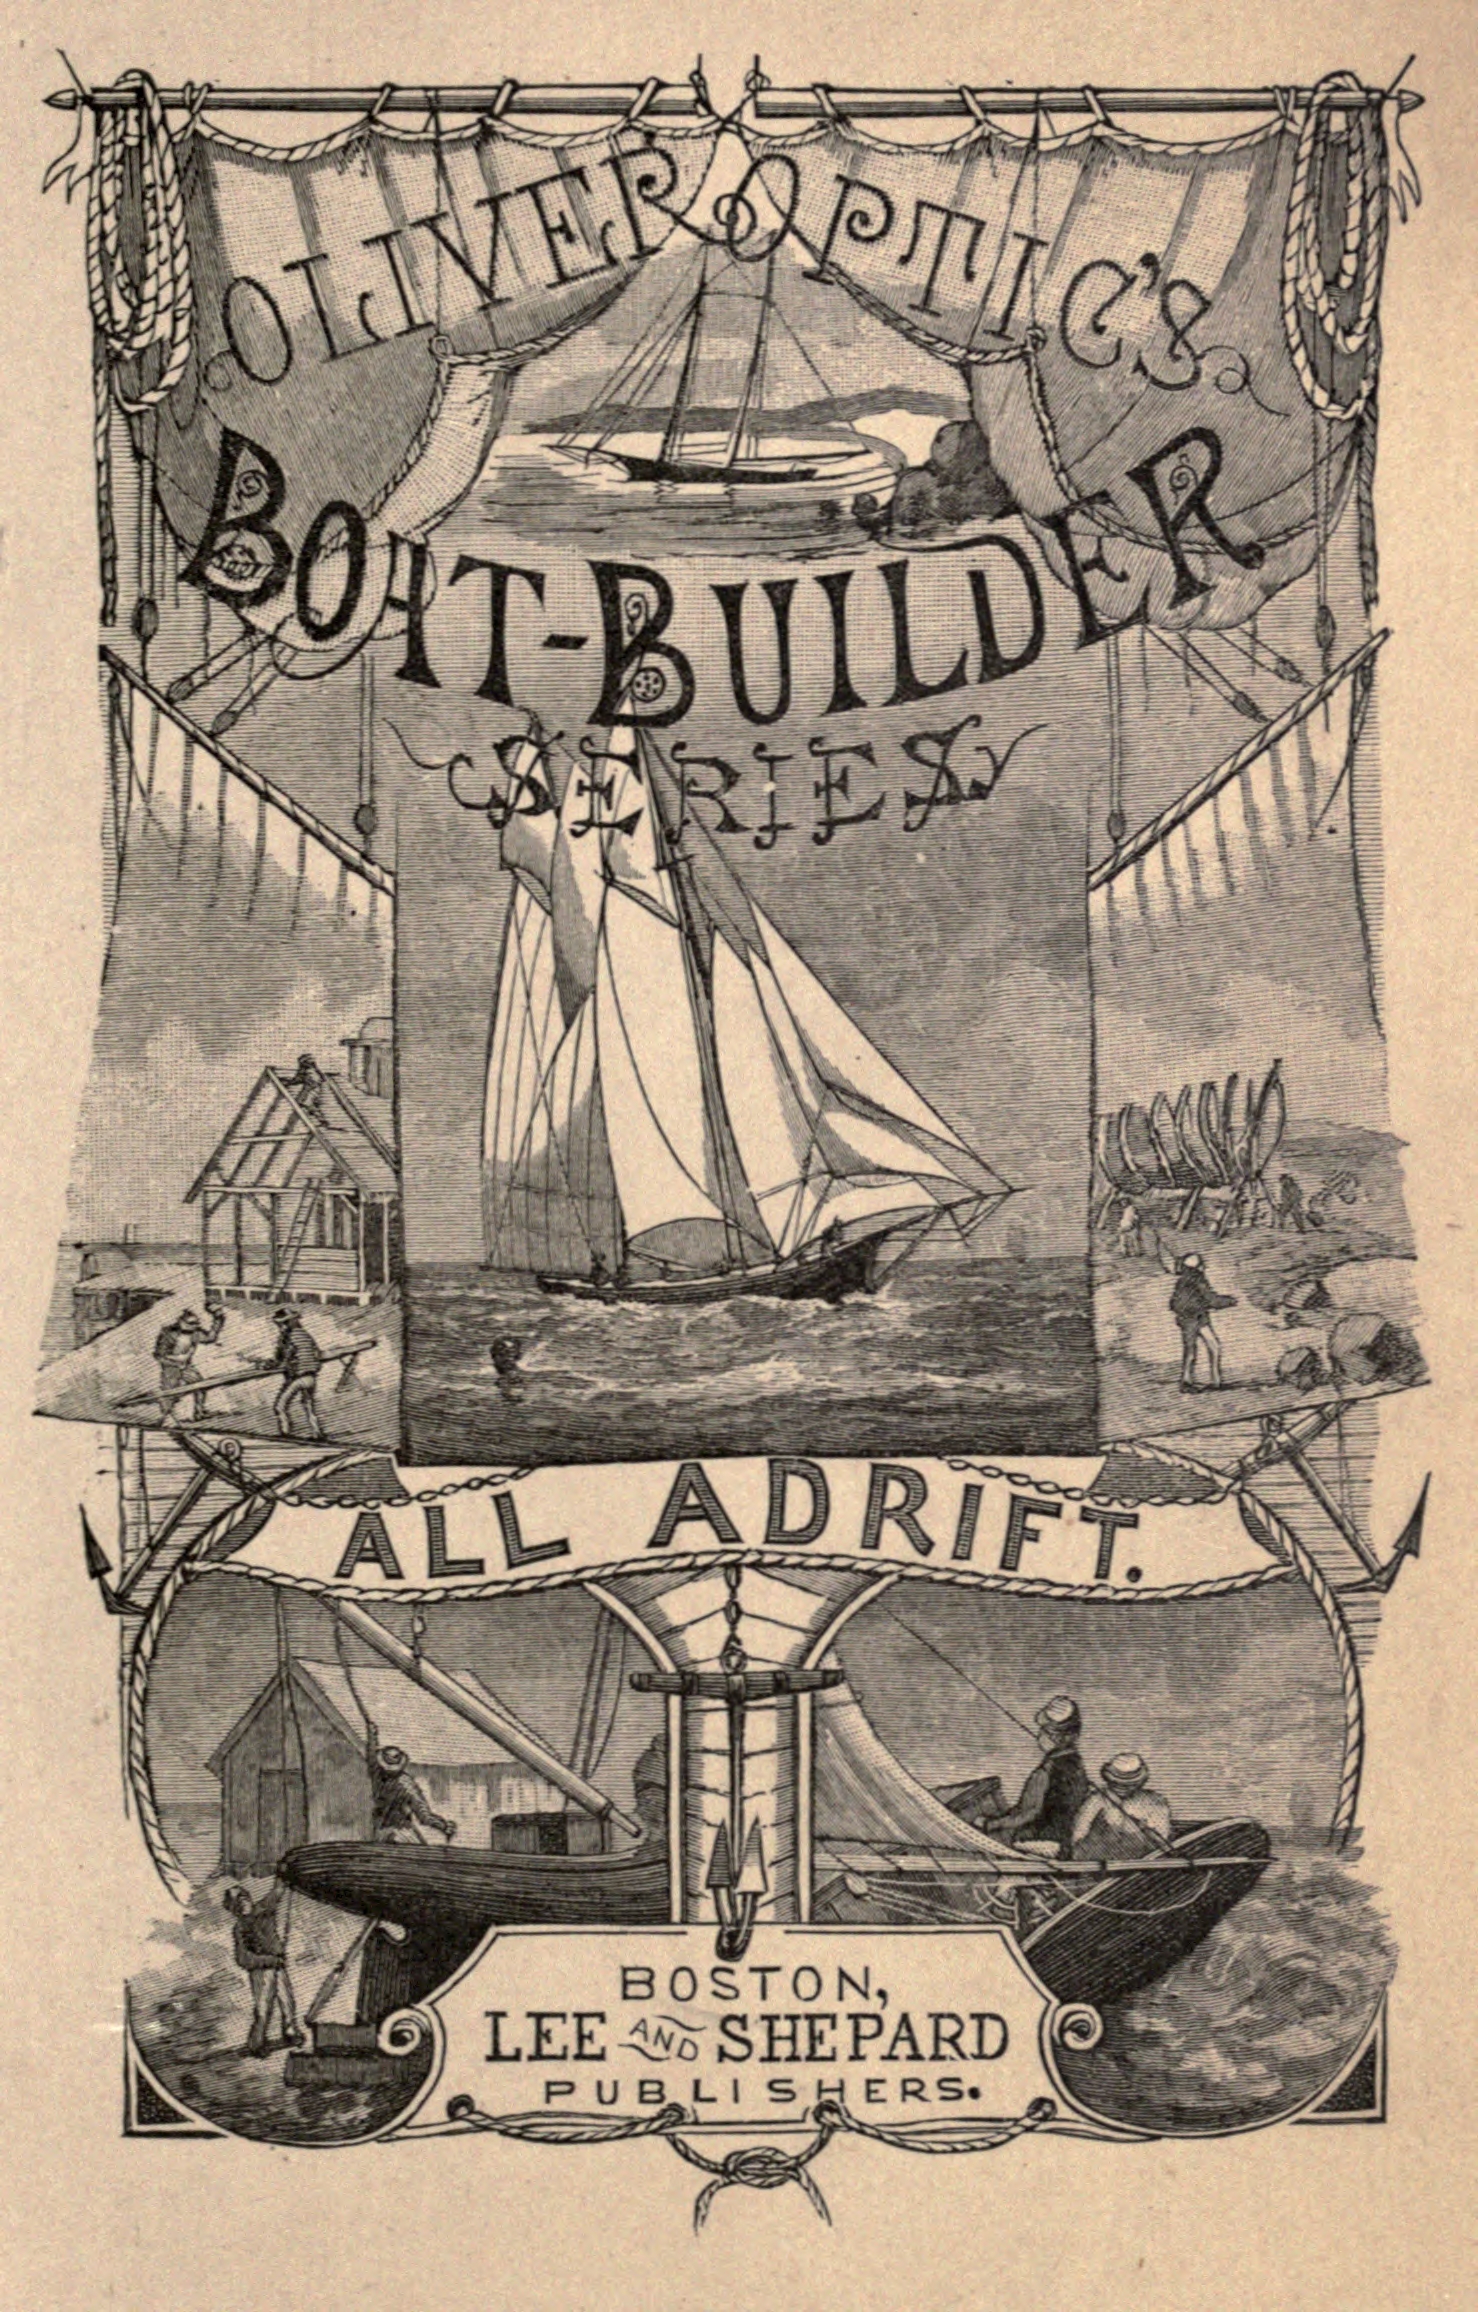 OLIVER OPTIC'S
BOAT-BUILDER
SERIES
ALL ADRIFT.
BOSTON,
LEE AND SHEPARD
PUBLISHERS.